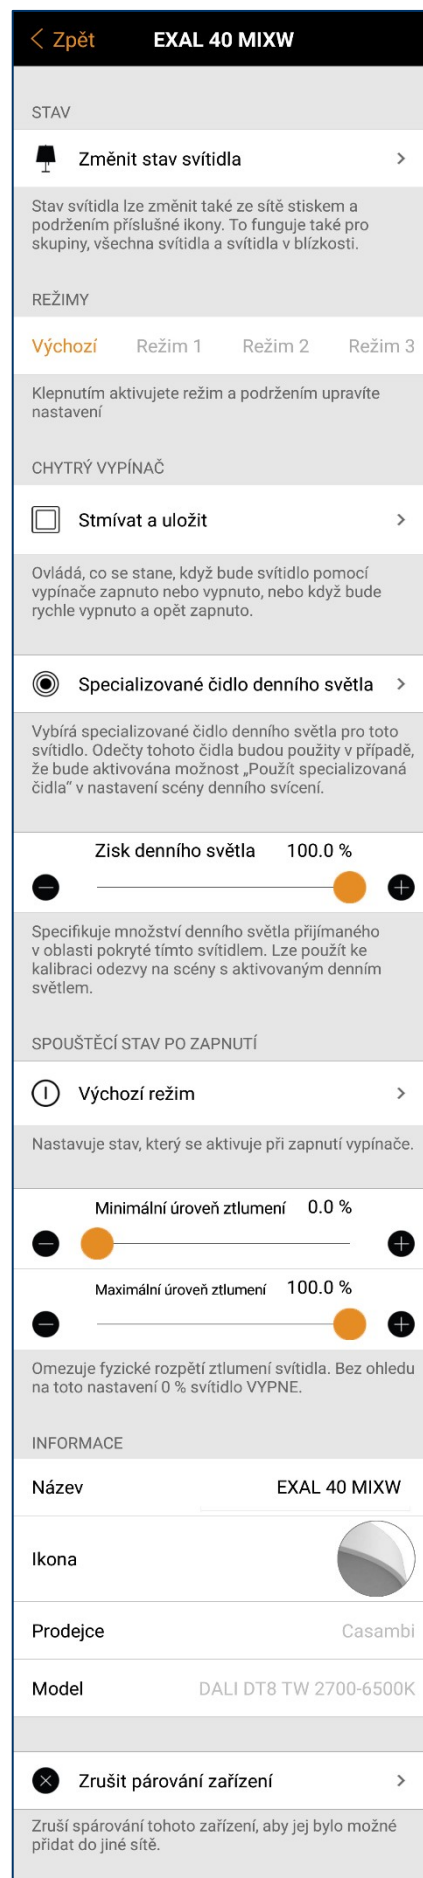 Zpět EXAL 40 MIXW
STAV
Změnit stav svítidla
Stav svítidla lze změnit také ze sítě stiskem a
podržením příslušné ikony. To funguje také pro
skupiny, všechna svítidla a svítidla v blízkosti.
REŽIMY
Výchozí Režim 1 Režim 2 Režim 3
Klepnutím aktivujete režim a podržením upravíte
nastavení
CHYTRÝ VYPÍNAČ
Stmívat a uložit
Ovládá, co se stane, když bude svítidlo pomocí
vypínače zapnuto nebo vypnuto, nebo když bude
rychle vypnuto a opět zapnuto.
Specializované čidlo denního světla
Vybírá specializované čidlo denního světla pro toto
svítidlo. Odečty tohoto čidla budou použity v případě,
že bude aktivována možnost „Použít specializovaná
čidla" v nastavení scény denního svícení.
Zisk denního světla 100.0 %
Specifikuje množství denního světla přijímaného
v oblasti pokryté tímto svítidlem. Lze použít ke
kalibraci odezvy na scény s aktivovaným denním
světlem.
SPOUŠTĚCÍ STAV PO ZAPNUTÍ
Výchozí režim
Nastavuje stav, který se aktivuje při zapnutí vypínače.
Minimální úroveň ztlumení 0.0 %
Maximální úroveň ztlumení 100.0 %
Omezuje fyzické rozpětí ztlumení svítidla. Bez ohledu
na toto nastavení 0 % svítidlo VYPNE.
INFORMACE
Název EXAL 40 MIXW
Ikona
Prodejce Casambi
Model DALI DT8 TW 2700-6500K
Zrušit párování zařízení
Zruší spárování tohoto zařízení, aby jej bylo možné
přidat do jiné sítě.